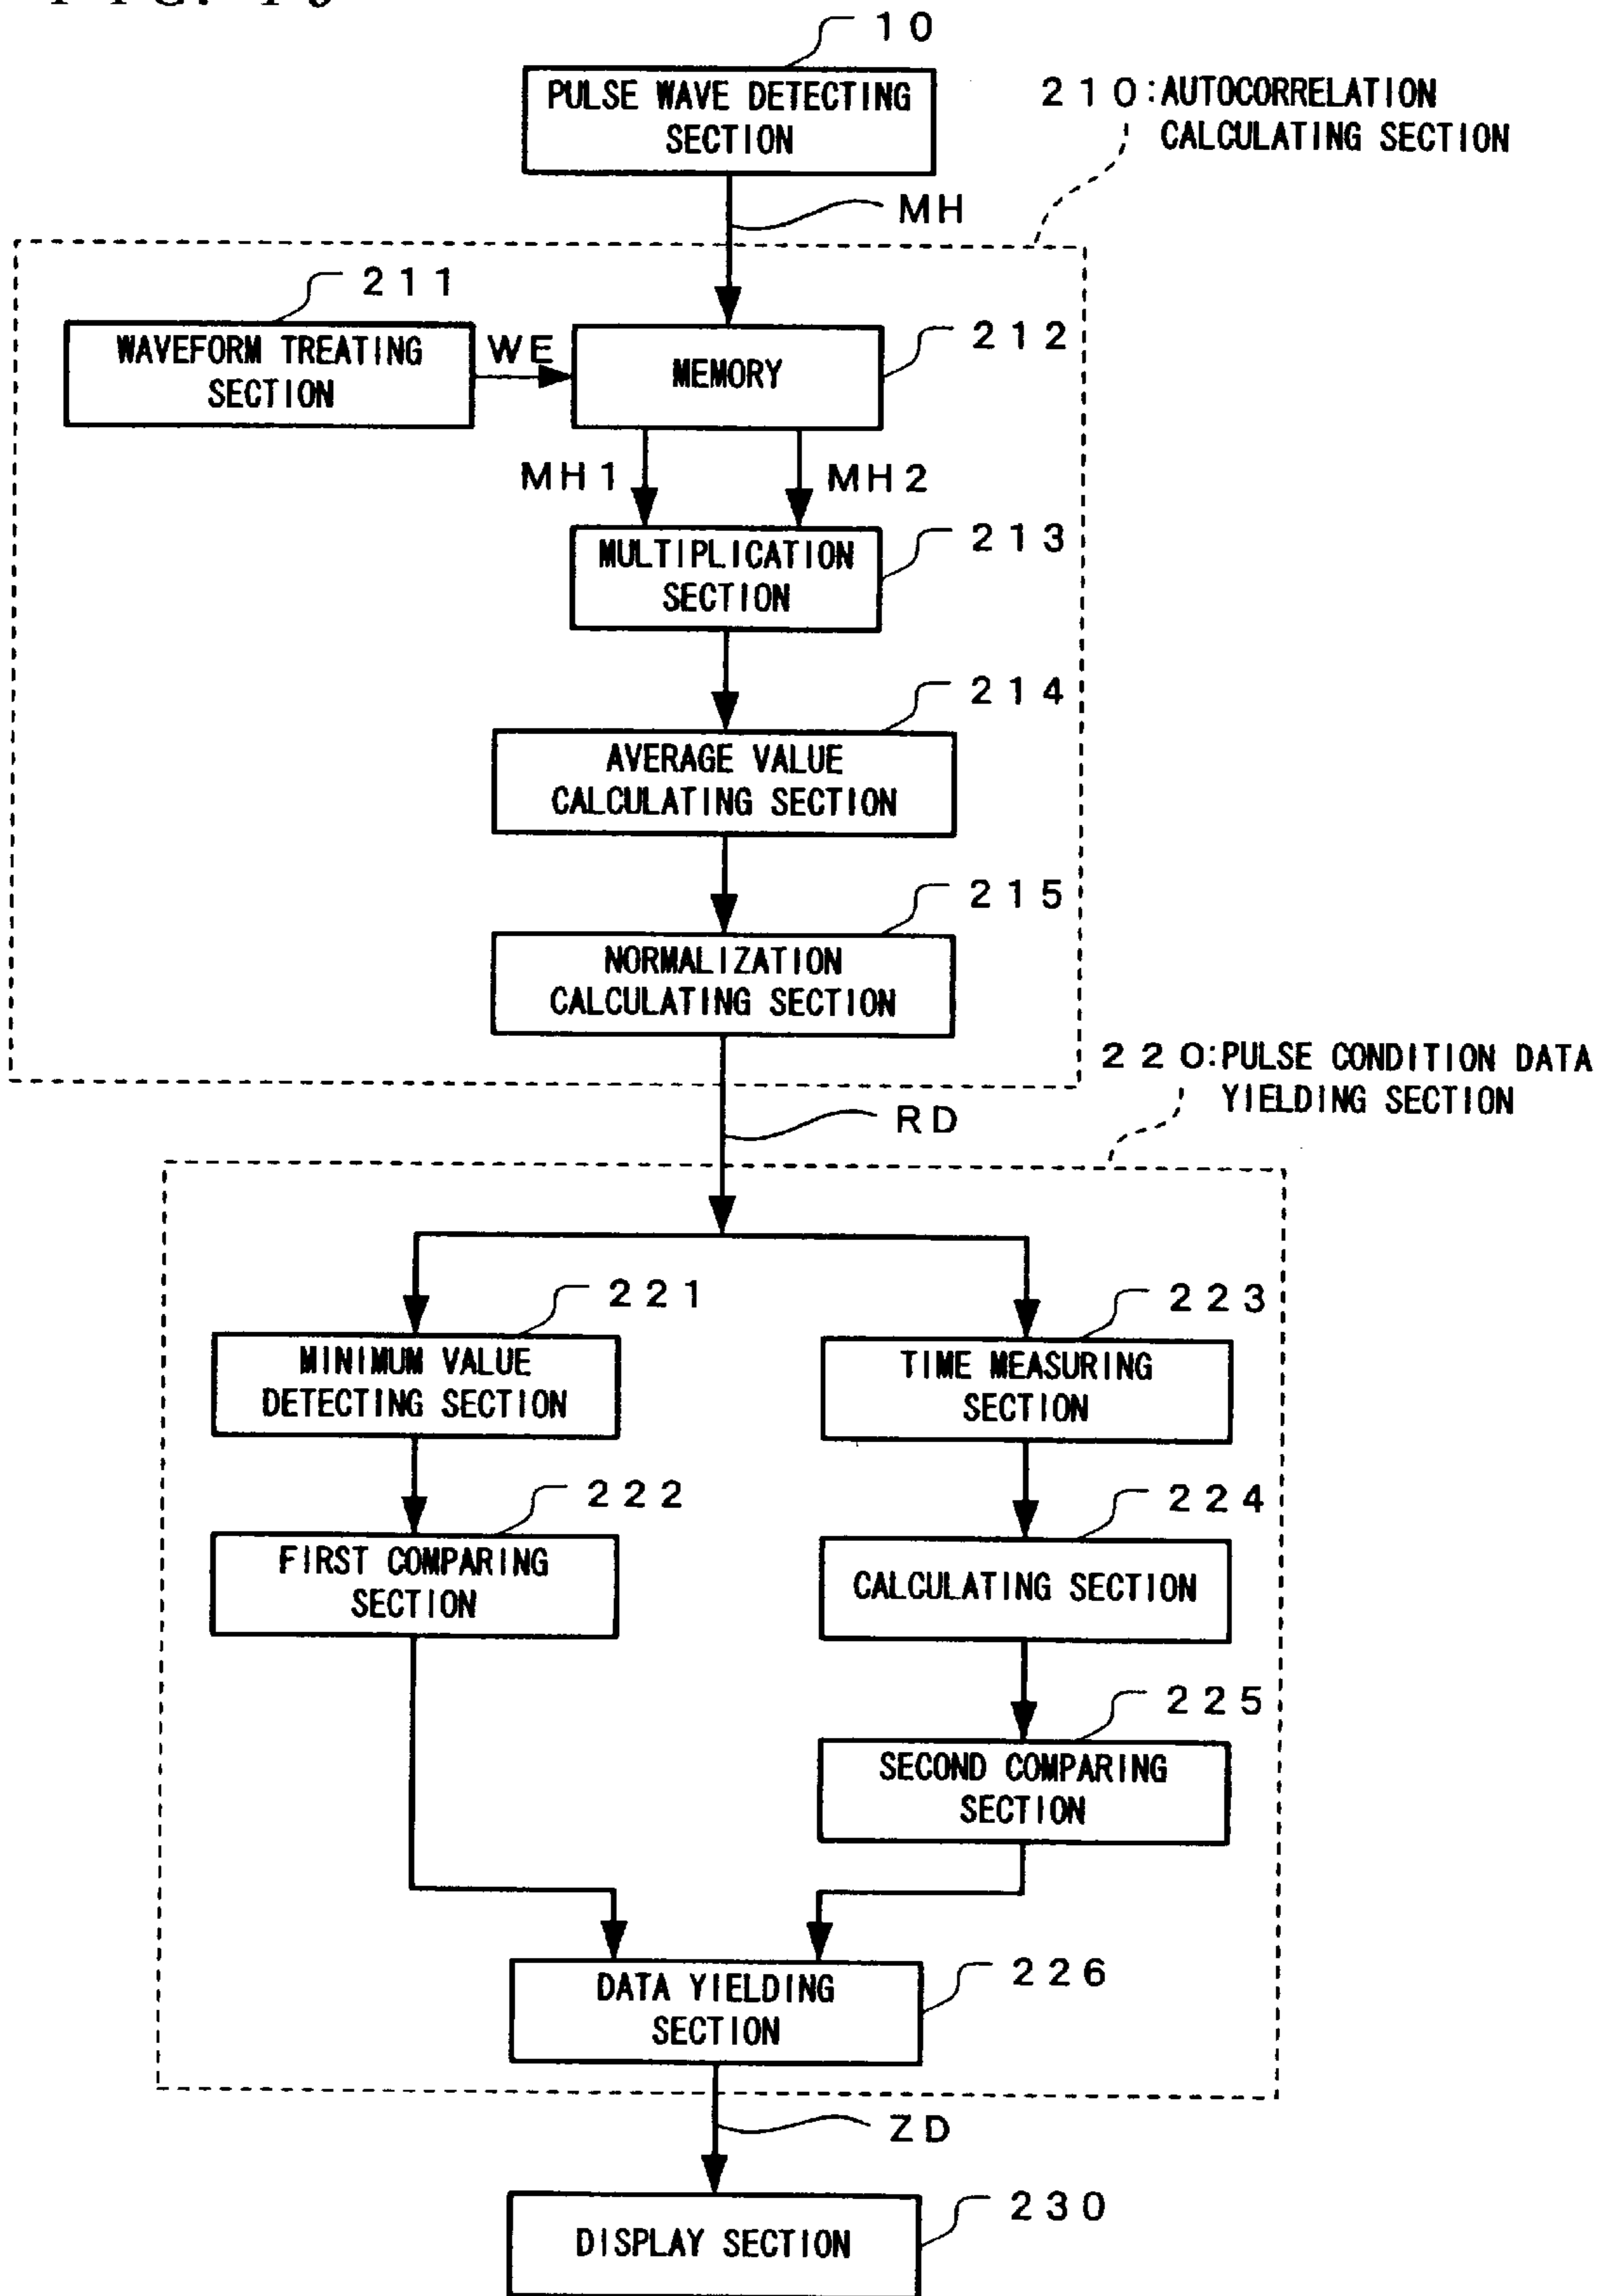 10
PULSE WAVE DETECTING
SECTION
210:AUTOCORRELATION
CALCULATING SECTION
MH
211
WAVEFORM TREATING
SECTION
WE
212
MEMORY
MH1
MH2
213
MULTIPLICATION
SECTION
214
AVERAGE VALUE
CALCULATING SECTION
215
NORMALIZATION
CALCULATING SECTION
220:PULSE CONDITION DATA
YIELDING SECTION
RD
221
MINIMUM VALUE
DETECTING SECTION
223
TIME MEASURING
SECTION
222
FIRST COMPARING
SECTION
224
CALCULATING SECTION
225
SECOND COMPARING
SECTION
226
DATA YIELDING
SECTION
ZD
230
DISPLAY SECTION